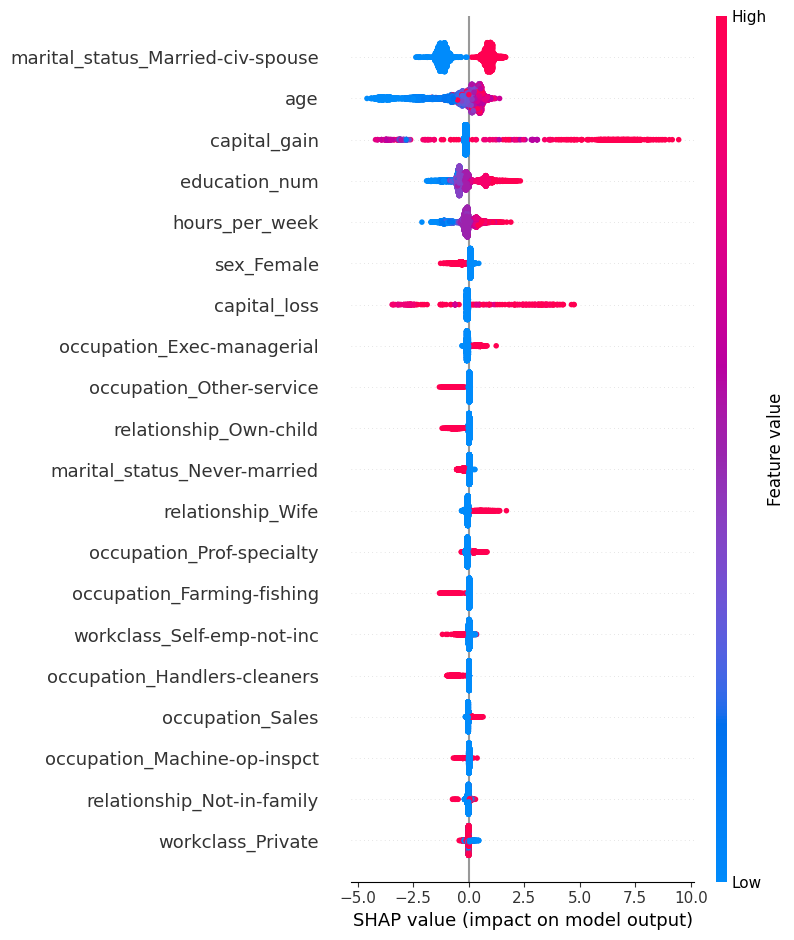 High
marital_status_Married-civ-spouse
age
capital_gain
education_num
hours_per_week
sex_Female
capital_loss
occupation_Exec-managerial
occupation_Other-service
relationship_Own-child
marital_status_Never-married
relationship_Wife
occupation_Prof-specialty
occupation_Farming-fishing
workclass_Self-emp-not-inc
occupation_Handlers-cleaners
occupation_Sales
occupation_Machine-op-inspct
relationship_Not-in-family
workclass_Private
Feature value
Low
−5.0 −2.5 0.0 2.5 5.0 7.5 10.0
SHAP value (impact on model output)